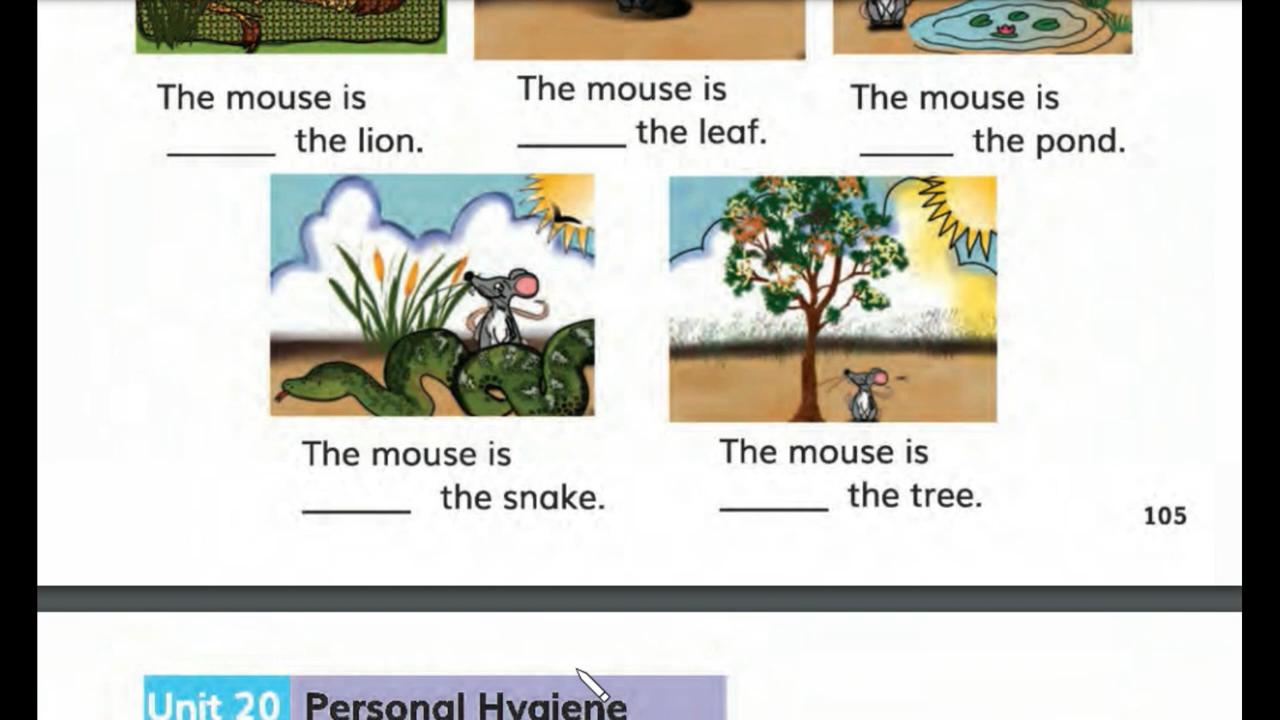 The mouse is
______ the lion.
The mouse is
______ the leaf.
The mouse is
______ the pond.
The mouse is
______ the snake.
The mouse is
______ the tree.
105
Unit 20 Personal Hygiene